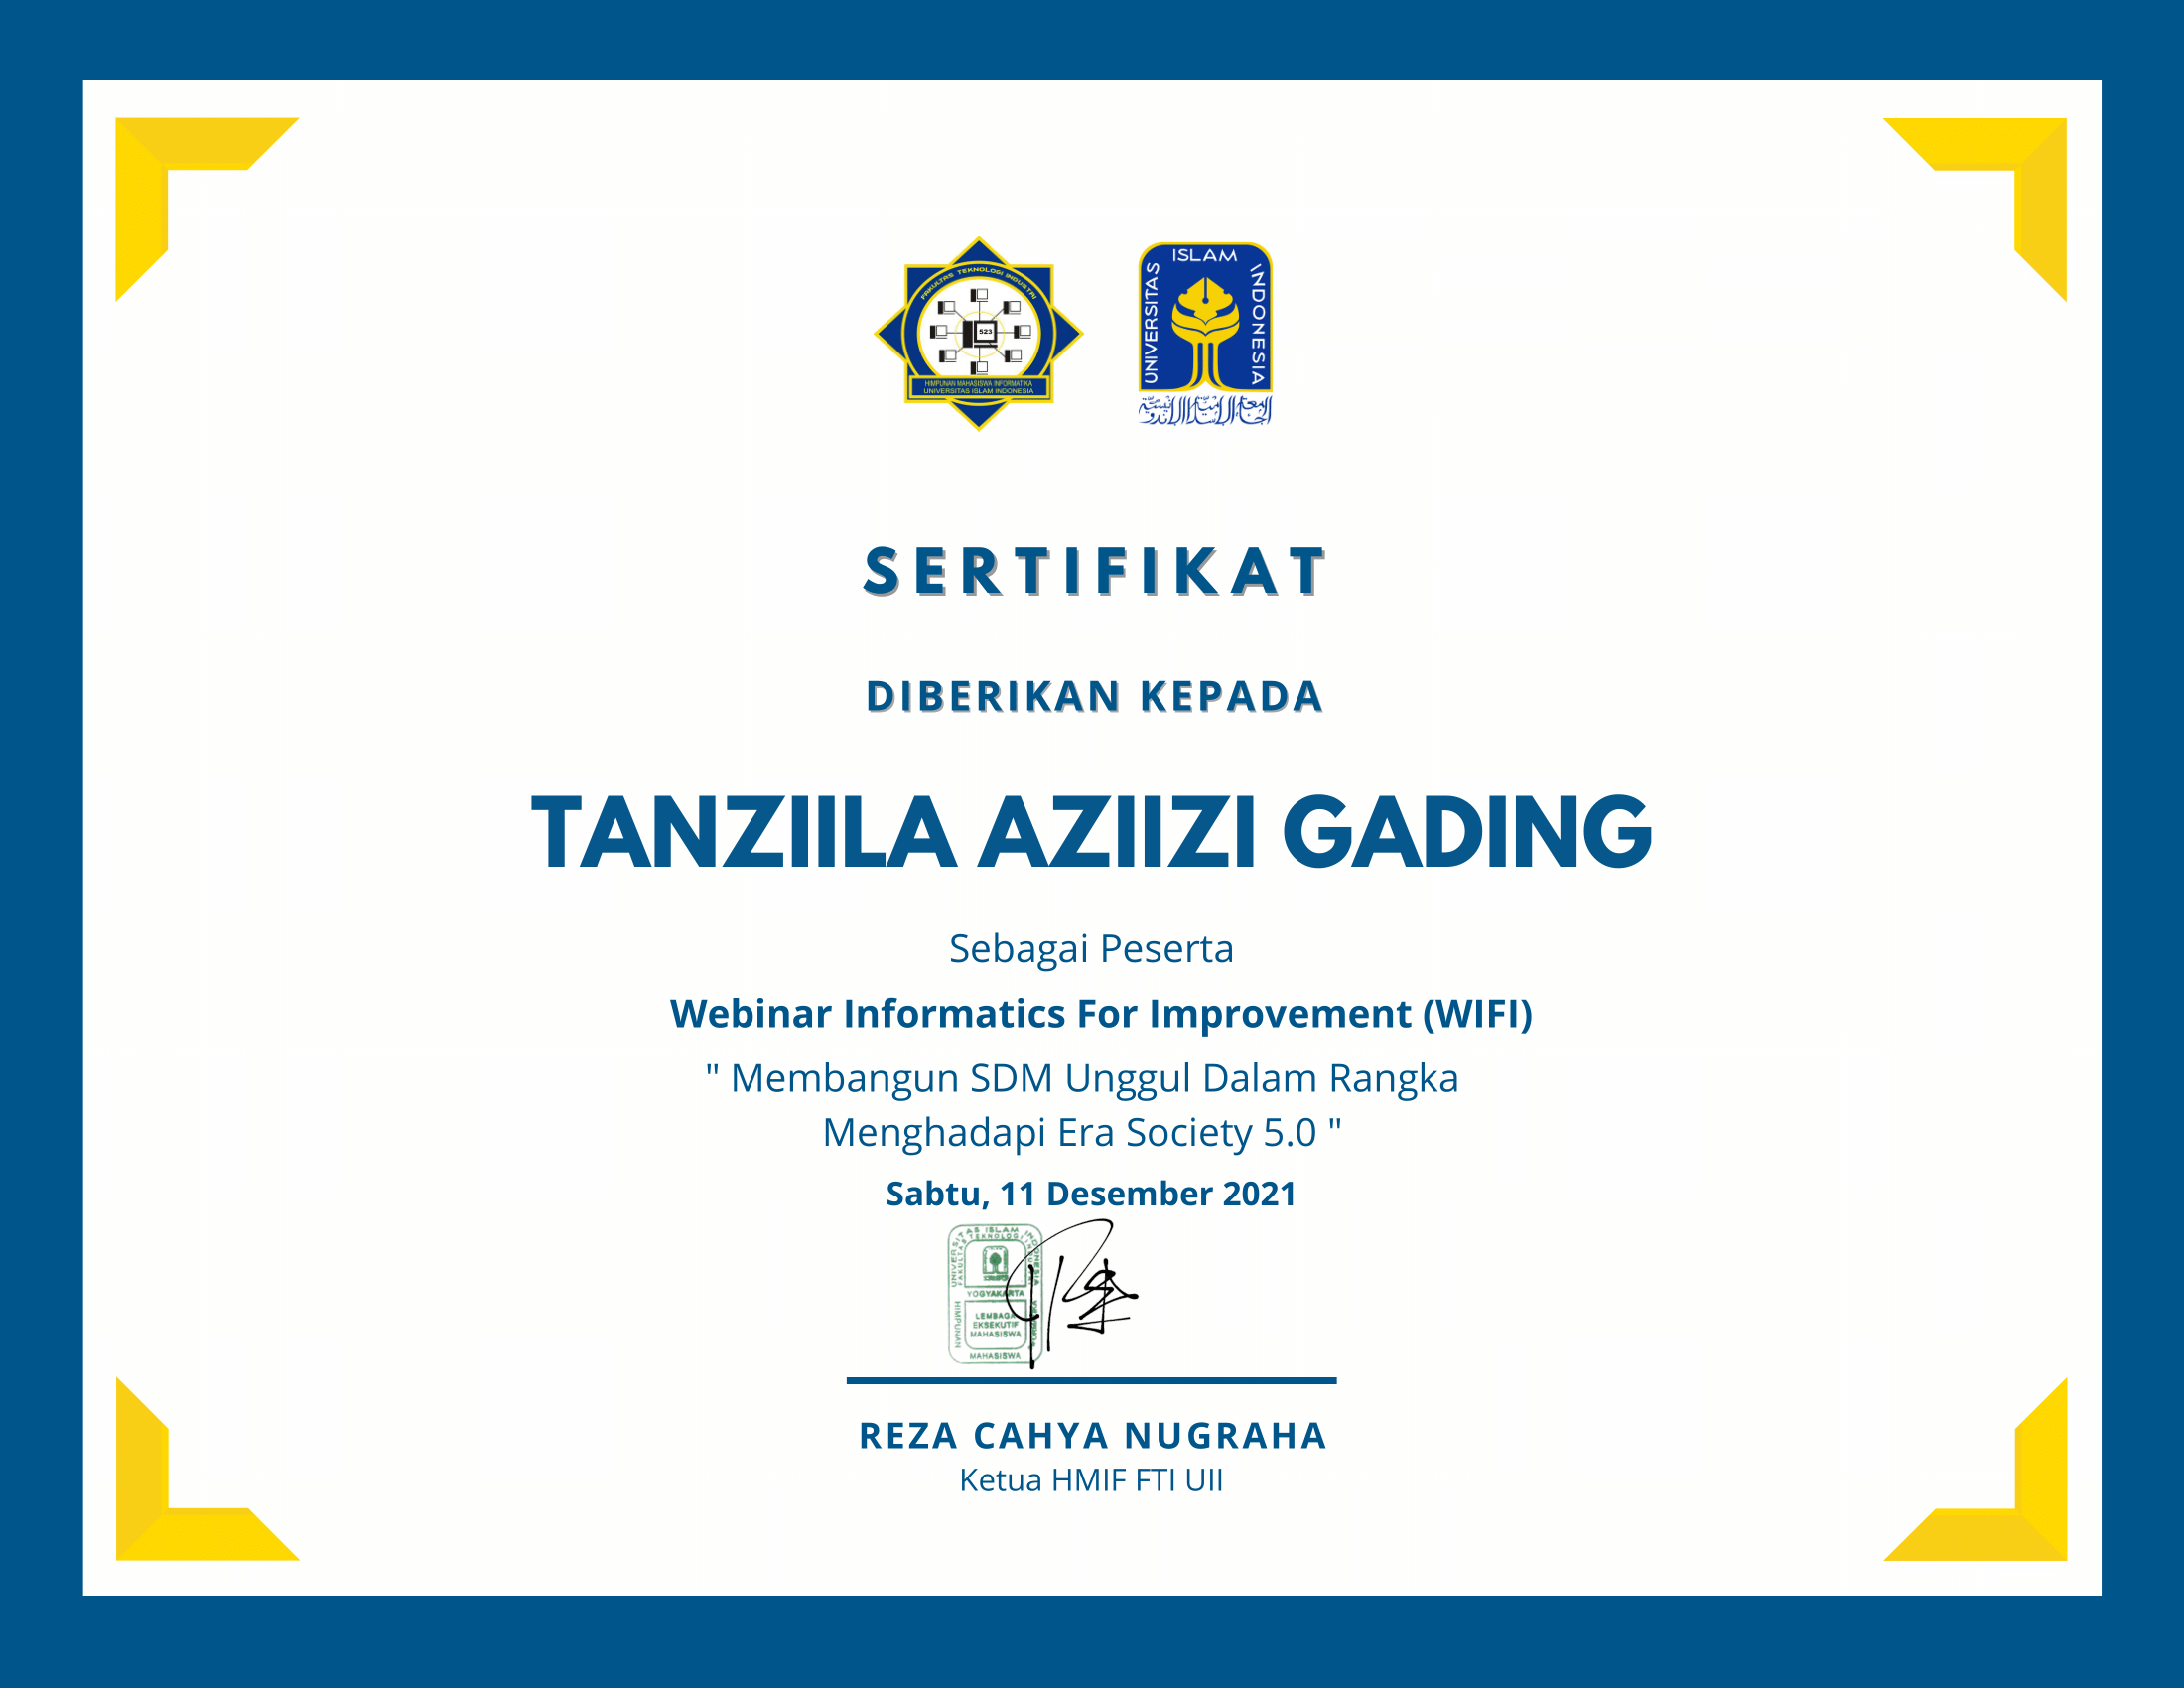 FAKULTAS TEKNOLOGI INDUSTRI
523
HIMPUNAN MAHASISWA INFORMATIKA
UNIVERSITAS ISLAM INDONESIA
UNIVERSITAS ISLAM INDONESIA
SERTIFIKAT
DIBERIKAN KEPADA
TANZIILA AZIIZI GADING
Sebagai Peserta
Webinar Informatics For Improvement (WIFI)
" Membangun SDM Unggul Dalam Rangka
Menghadapi Era Society 5.0 "
Sabtu, 11 Desember 2021
UNIVERSITAS ISLAM INDONESIA
FAKULTAS TEKNOLOGI
YOGYAKARTA
LEMBAGA
EKSEKUTIF
MAHASISWA
HIMPUNAN
MAHASISWA
REZA CAHYA NUGRAHA
Ketua HMIF FTI UII